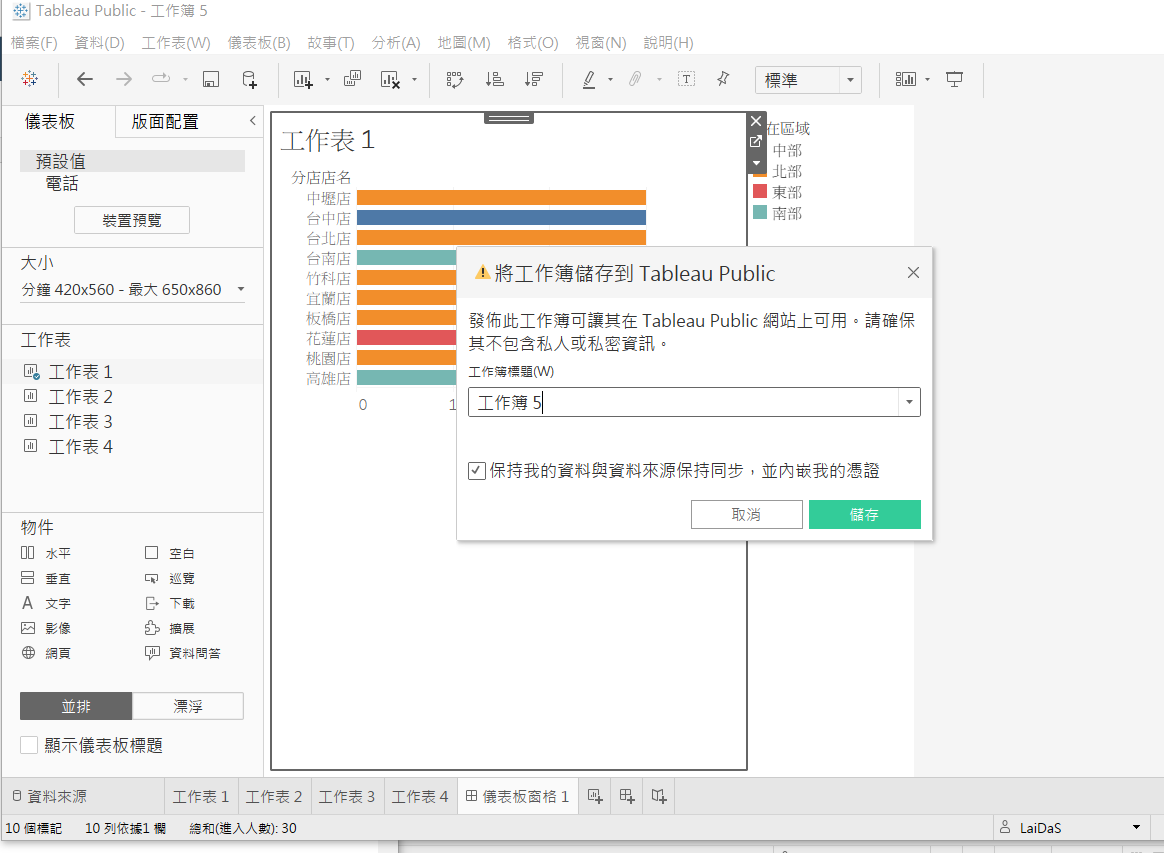 Tableau Public - 工作簿 5
檔案(F) 資料(D) 工作表(W) 儀表板(B) 故事(T) 分析(A) 地圖(M) 格式(O) 視窗(N) 說明(H)
標準
儀表板 版面配置
預設值
電話
裝置預覽
大小
分鐘 420x560 - 最大 650x860
工作表
工作表 1
工作表 2
工作表 3
工作表 4
物件
水平 空白
垂直 巡覽
文字 下載
影像 擴展
網頁 資料問答
並排 漂浮
顯示儀表板標題
工作表 1
分店店名
中壢店
台中店
台北店
台南店
竹科店
宜蘭店
板橋店
花蓮店
桃園店
高雄店
0 1
在區域
中部
北部
東部
南部
將工作簿儲存到 Tableau Public
發佈此工作簿可讓其在 Tableau Public 網站上可用。請確保
其不包含私人或私密資訊。
工作簿標題(W)
工作簿 5
保持我的資料與資料來源保持同步，並內嵌我的憑證
取消 儲存
資料來源 工作表 1 工作表 2 工作表 3 工作表 4 儀表板窗格 1
10 個標記 10 列依據1 欄 總和(進入人數): 30 LaiDaS